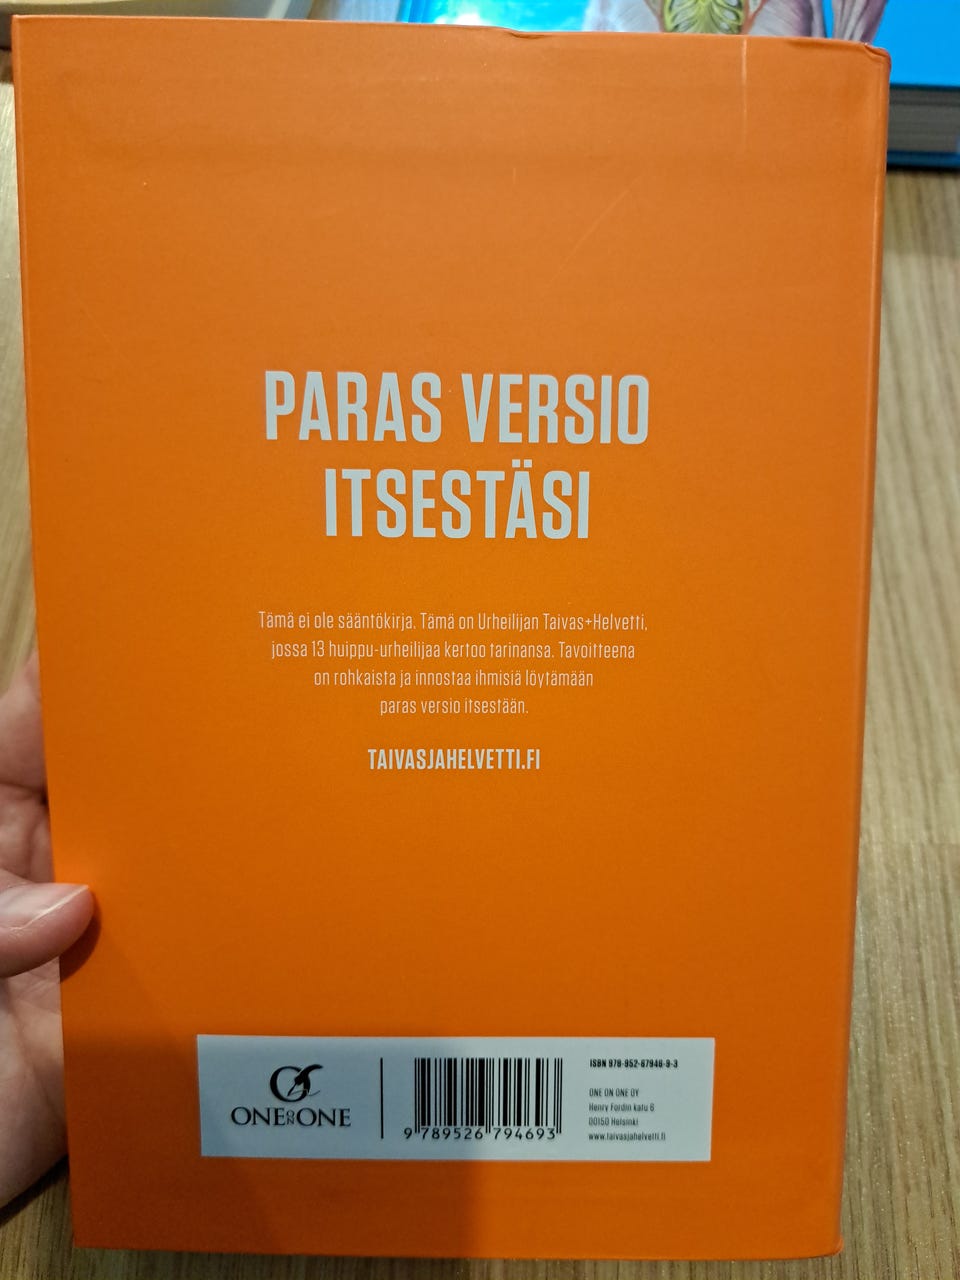 PARAS VERSIO
ITSESTÄSI
Tämä ei ole sääntökirja. Tämä on Urheilijan Taivas+Helvetti,
jossa 13 huippu-urheilijaa kertoo tarinansa. Tavoitteena
on rohkaista ja innostaa ihmisiä löytämään
paras versio itsestään.
TAIVASJAHELVETTI.FI
ONE ON ONE
9 789526 794693
ISBN 978-952-67946-9-3
ONE ON ONE OY
Henry Fordin katu 6
00150 Helsinki
www.taivasjahelvetti.fi